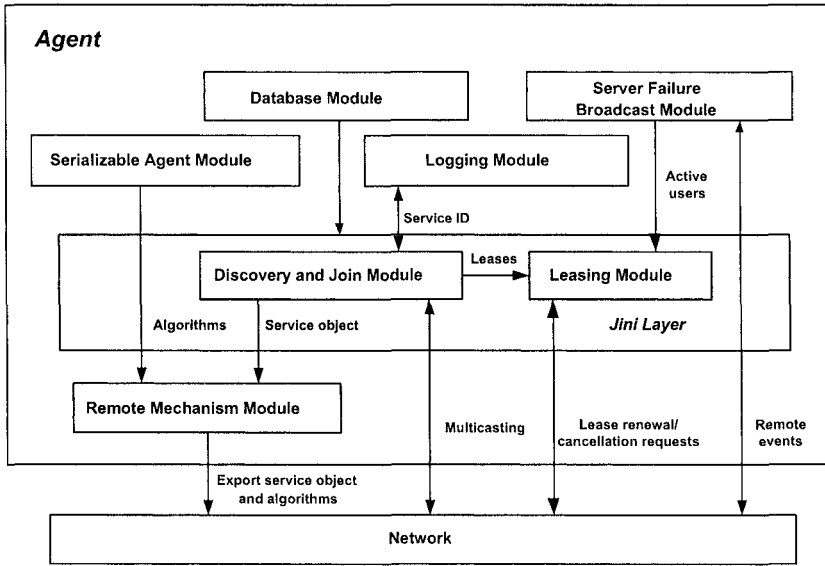 Agent
Database Module
Server Failure
Broadcast Module
Serializable Agent Module
Logging Module
Active
users
Service ID
Discovery and Join Module
Leases
Leasing Module
Algorithms
Service object
Jini Layer
Remote Mechanism Module
Multicasting
Lease renewal/
cancellation requests
Remote
events
Export service object
and algorithms
Network